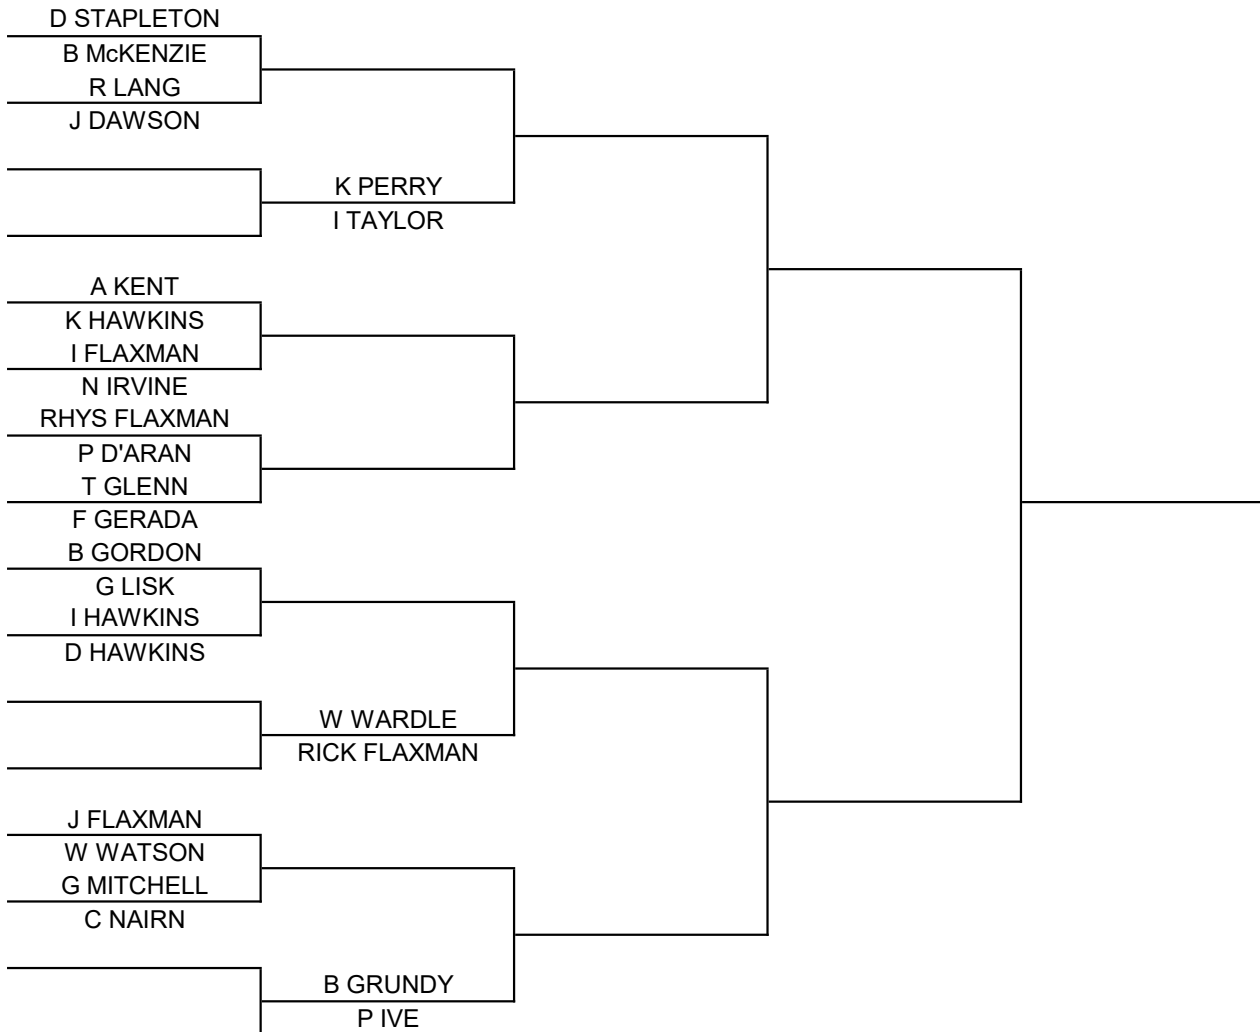 D STAPLETON
B McKENZIE
R LANG
J DAWSON
K PERRY
I TAYLOR
A KENT
K HAWKINS
I FLAXMAN
N IRVINE
RHYS FLAXMAN
P D'ARAN
T GLENN
F GERADA
B GORDON
G LISK
I HAWKINS
D HAWKINS
W WARDLE
RICK FLAXMAN
J FLAXMAN
W WATSON
G MITCHELL
C NAIRN
B GRUNDY
P IVE